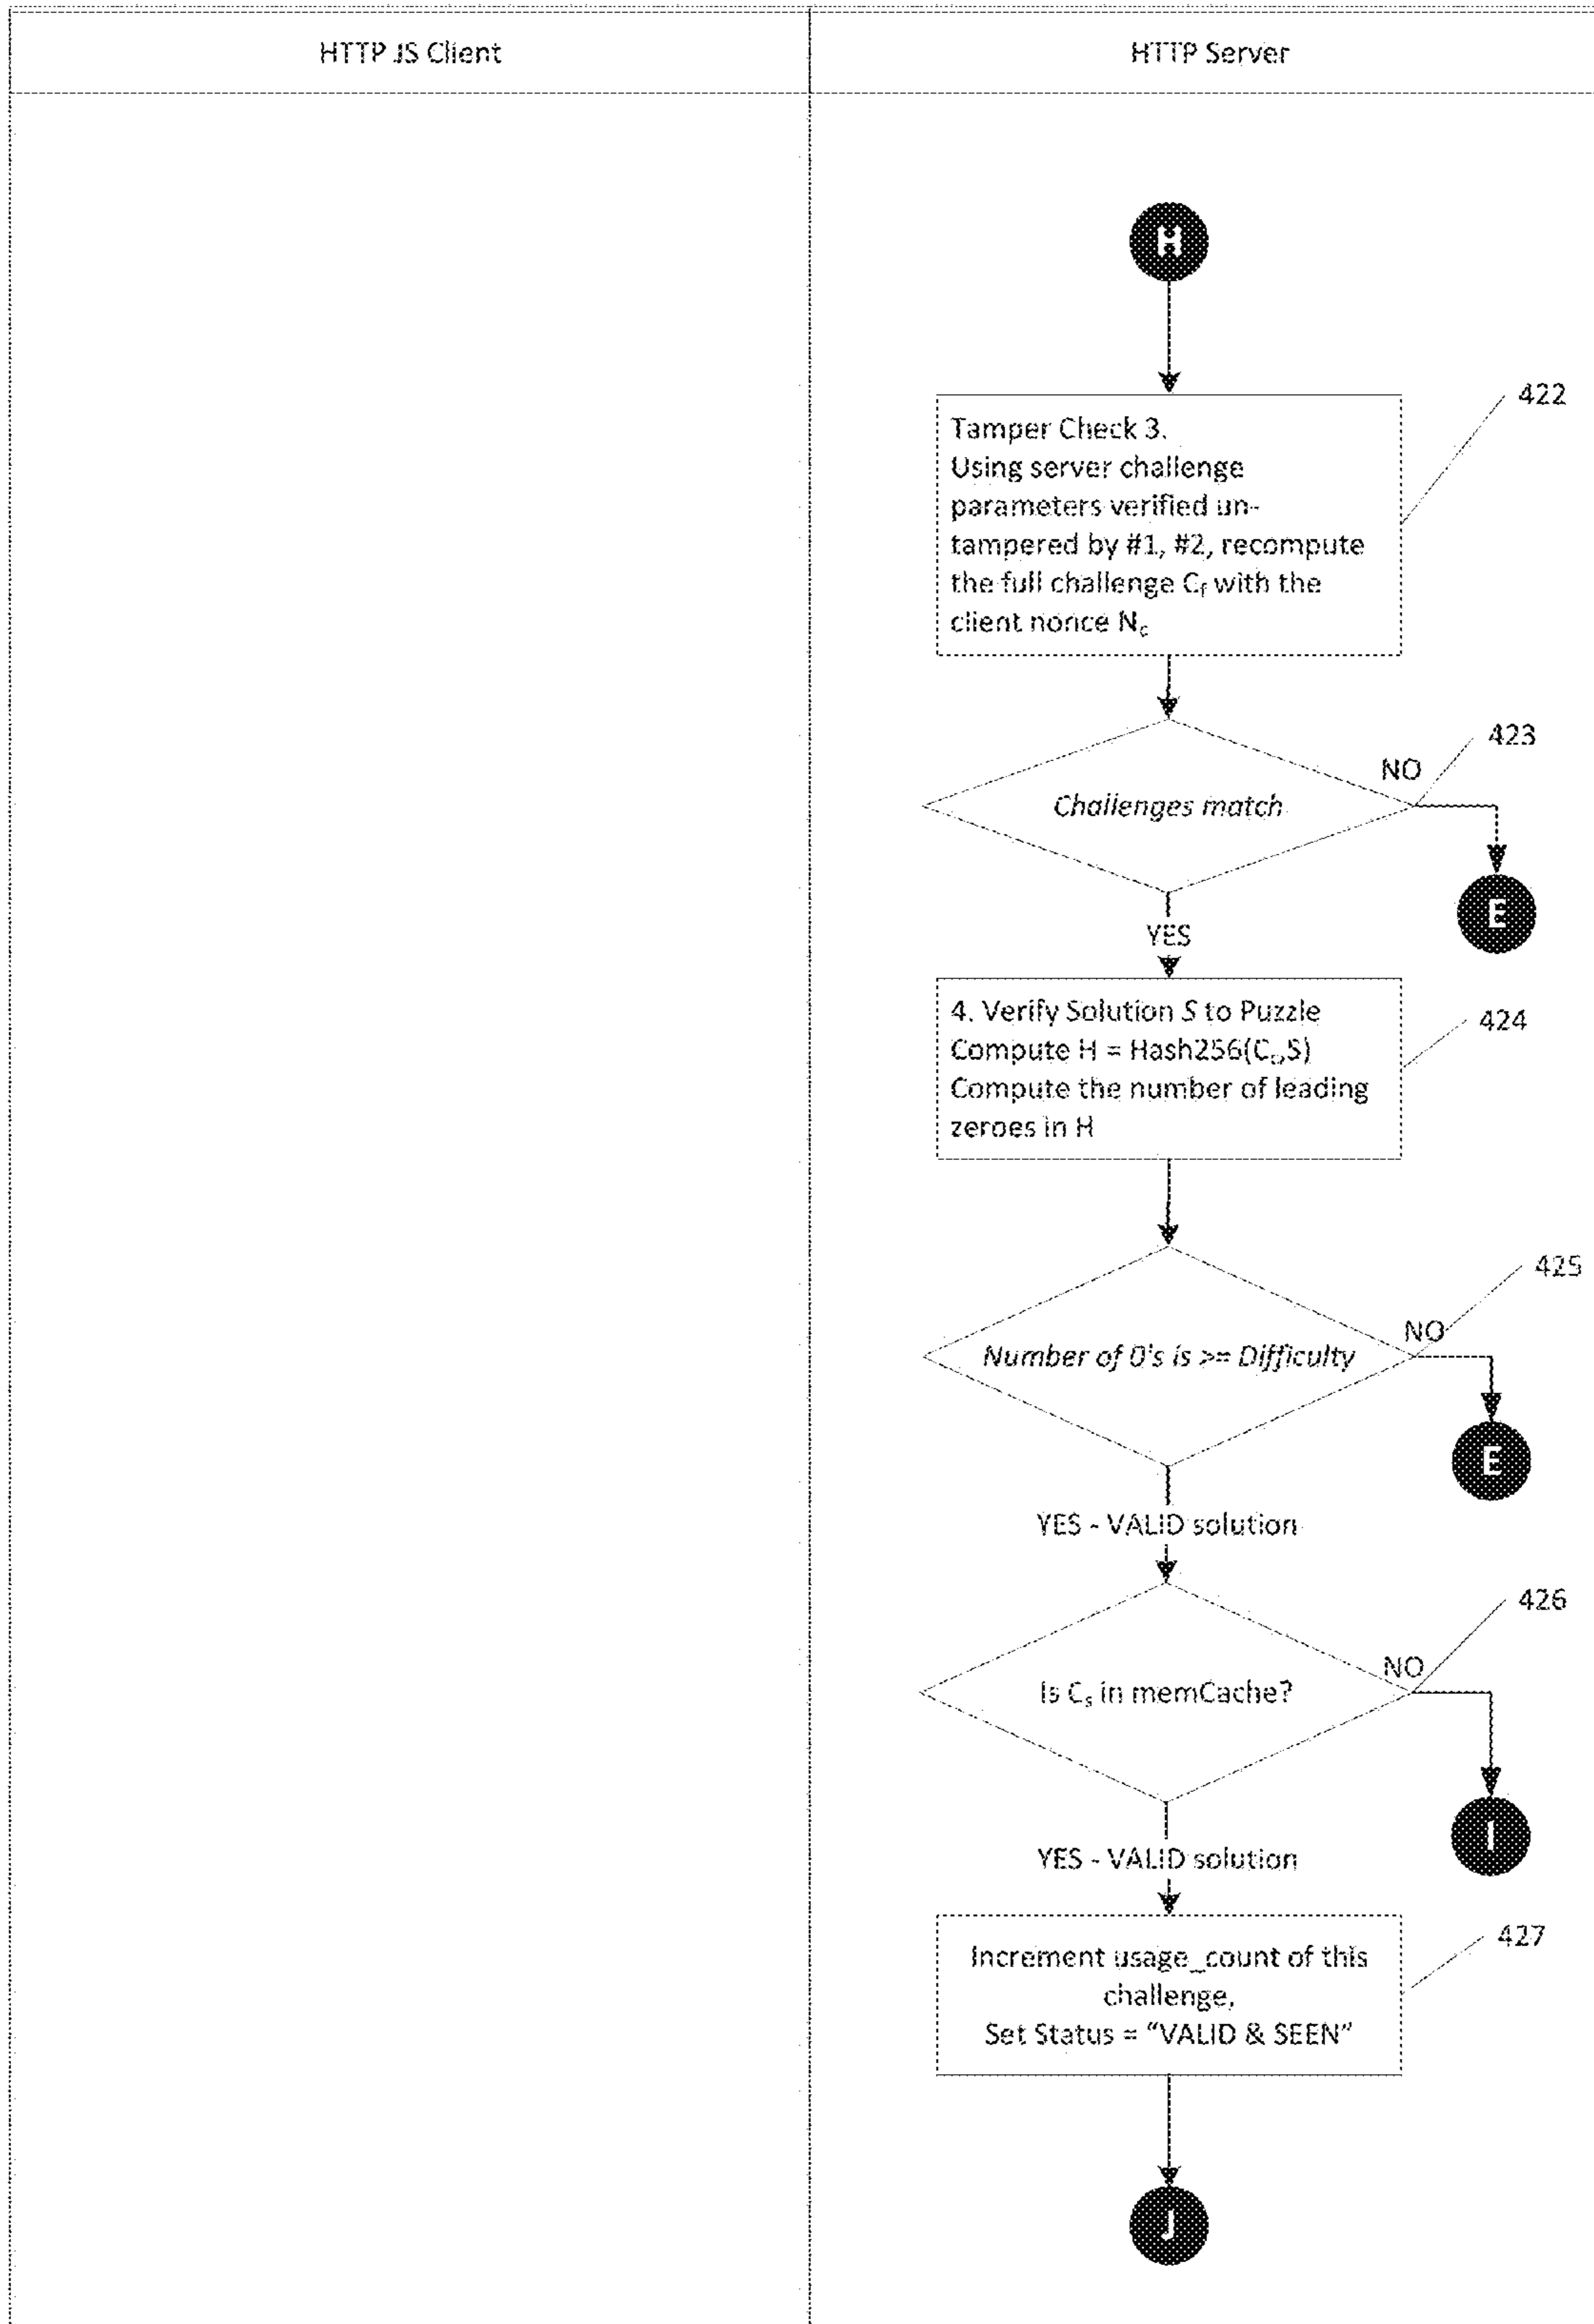 HTTP JS Client
HTTP Server
H
422
Tamper Check 3.
Using server challenge
parameters verified un-
tampered by #1, #2, recompute
the full challenge Cf with the
client nonce Nc
423
NO
Challenges match
E
YES
4. Verify Solution S to Puzzle
424
Compute H = Hash256( S)
Compute the number of leading
zeroes in H
425
NO
Number of 0's is >= Difficulty
E
YES - VALID solution
426
NO
Is Cs in memCache?
I
YES - VALID solution
427
Increment usage_count of this
challenge,
Set Status = “VALID & SEEN”
J